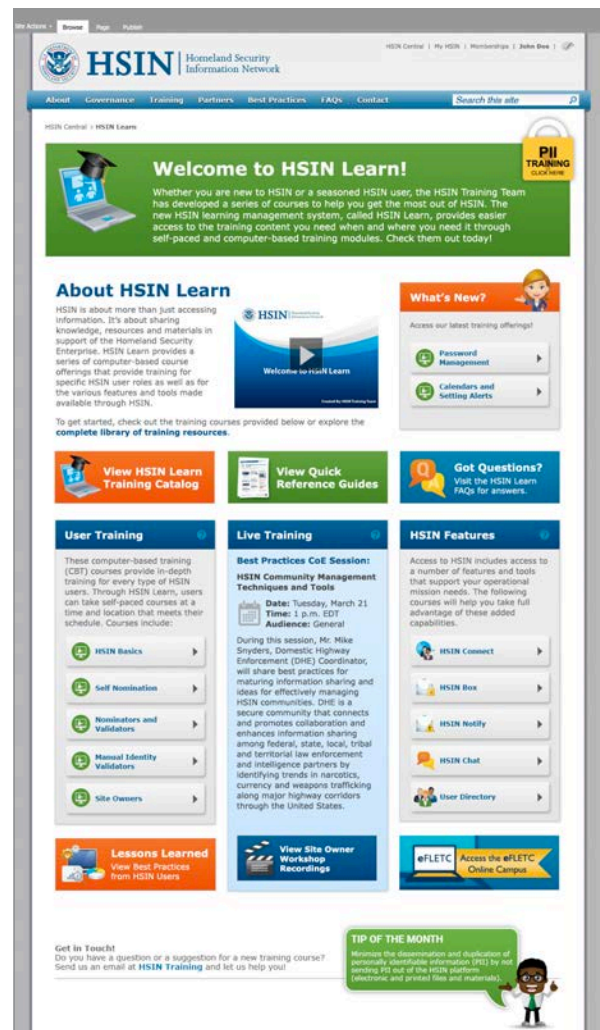 Site Actions
Browse
Page
Publish
HSIN Central | My HSIN | Memberships | John Doe |
HSIN
Homeland Security
Information Network
About Governance Training Partners Best Practices FAQs Contact
Search this site
HSIN Central > HSIN Learn
PII
TRAINING
CLICK HERE
Welcome to HSIN Learn!
Whether you are new to HSIN or a seasoned HSIN user, the HSIN Training Team
has developed a series of courses to help you get the most out of HSIN. The
new HSIN learning management system, called HSIN Learn, provides easier
access to the training content you need when and where you need it through
self-paced and computer-based training modules. Check them out today!
About HSIN Learn
HSIN is about more than just accessing
information. It's about sharing
knowledge, resources and materials in
support of the Homeland Security
Enterprise. HSIN Learn provides a
series of computer-based course
offerings that provide training for
specific HSIN user roles as well as for
the various features and tools made
available through HSIN.
To get started, check out the training courses provided below or explore the
complete library of training resources.
HSIN
Welcome to HSIN Learn
Created By HSIN Training Team
What's New?
Access our latest training offerings!
Password
Management
Calendars and
Setting Alerts
View HSIN Learn
Training Catalog
View Quick
Reference Guides
Q
A
Got Questions?
Visit the HSIN Learn
FAQs for answers.
User Training
These computer-based training
(CBT) courses provide in-depth
training for every type of HSIN
users. Through HSIN Learn, users
can take self-paced courses at a
time and location that meets their
schedule. Courses include:
HSIN Basics
Self Nomination
Nominators and
Validators
Manual Identity
Validators
Site Owners
Live Training
Best Practices CoE Session:
HSIN Community Management
Techniques and Tools
Date: Tuesday, March 21
Time: 1 p.m. EDT
Audience: General
During this session, Mr. Mike
Snyders, Domestic Highway
Enforcement (DHE) Coordinator,
will share best practices for
maturing information sharing and
ideas for effectively managing
HSIN communities. DHE is a
secure community that connects
and promotes collaboration and
enhances information sharing
among federal, state, local, tribal
and territorial law enforcement
and intelligence partners by
identifying trends in narcotics,
currency and weapons trafficking
along major highway corridors
through the United States.
HSIN Features
Access to HSIN includes access to
a number of features and tools
that support your operational
mission needs. The following
courses will help you take full
advantage of these added
capabilities.
HSIN Connect
HSIN Box
HSIN Notify
HSIN Chat
User Directory
Lessons Learned
View Best Practices
from HSIN Users
View Site Owner
Workshop
Recordings
eFLETC
Access the eFLETC
Online Campus
Get in Touch!
Do you have a question or a suggestion for a new training course?
Send us an email at HSIN Training and let us help you!
TIP OF THE MONTH
Minimize the dissemination and duplication of
personally identifiable information (PII) by not
sending PII out of the HSIN platform
(electronic and printed files and materials).